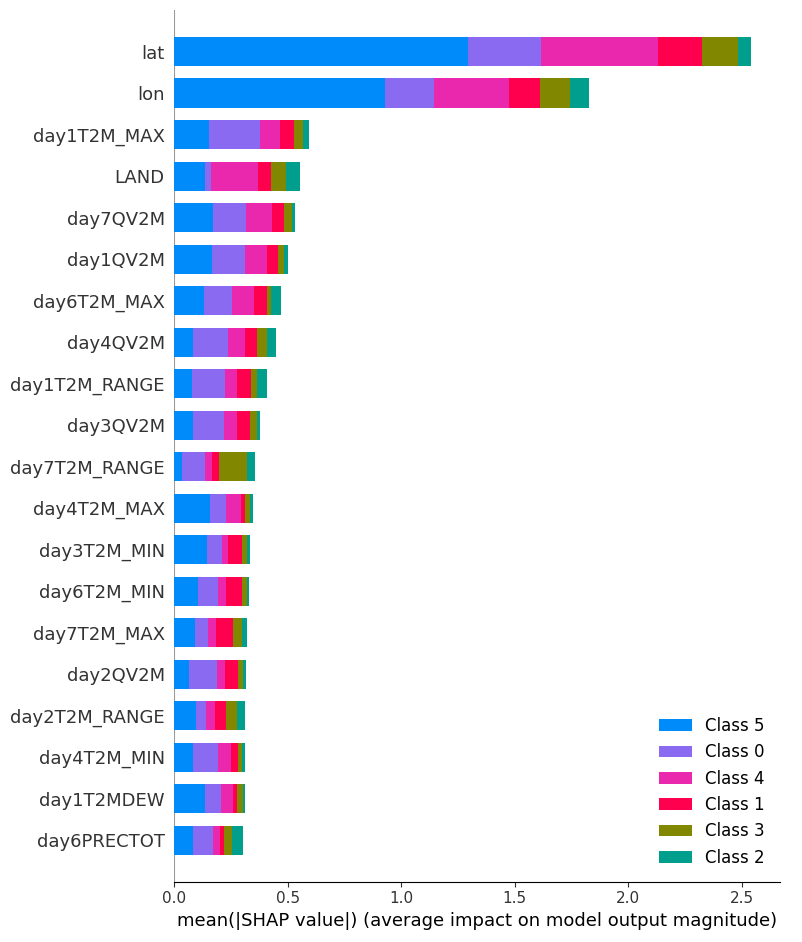 lat
lon
day1T2M_MAX
LAND
day7QV2M
day1QV2M
day6T2M_MAX
day4QV2M
day1T2M_RANGE
day3QV2M
day7T2M_RANGE
day4T2M_MAX
day3T2M_MIN
day6T2M_MIN
day7T2M_MAX
day2QV2M
day2T2M_RANGE
day4T2M_MIN
day1T2MDEW
day6PRECTOT
Class 5
Class 0
Class 4
Class 1
Class 3
Class 2
0.0 0.5 1.0 1.5 2.0 2.5
mean(|SHAP value|) (average impact on model output magnitude)